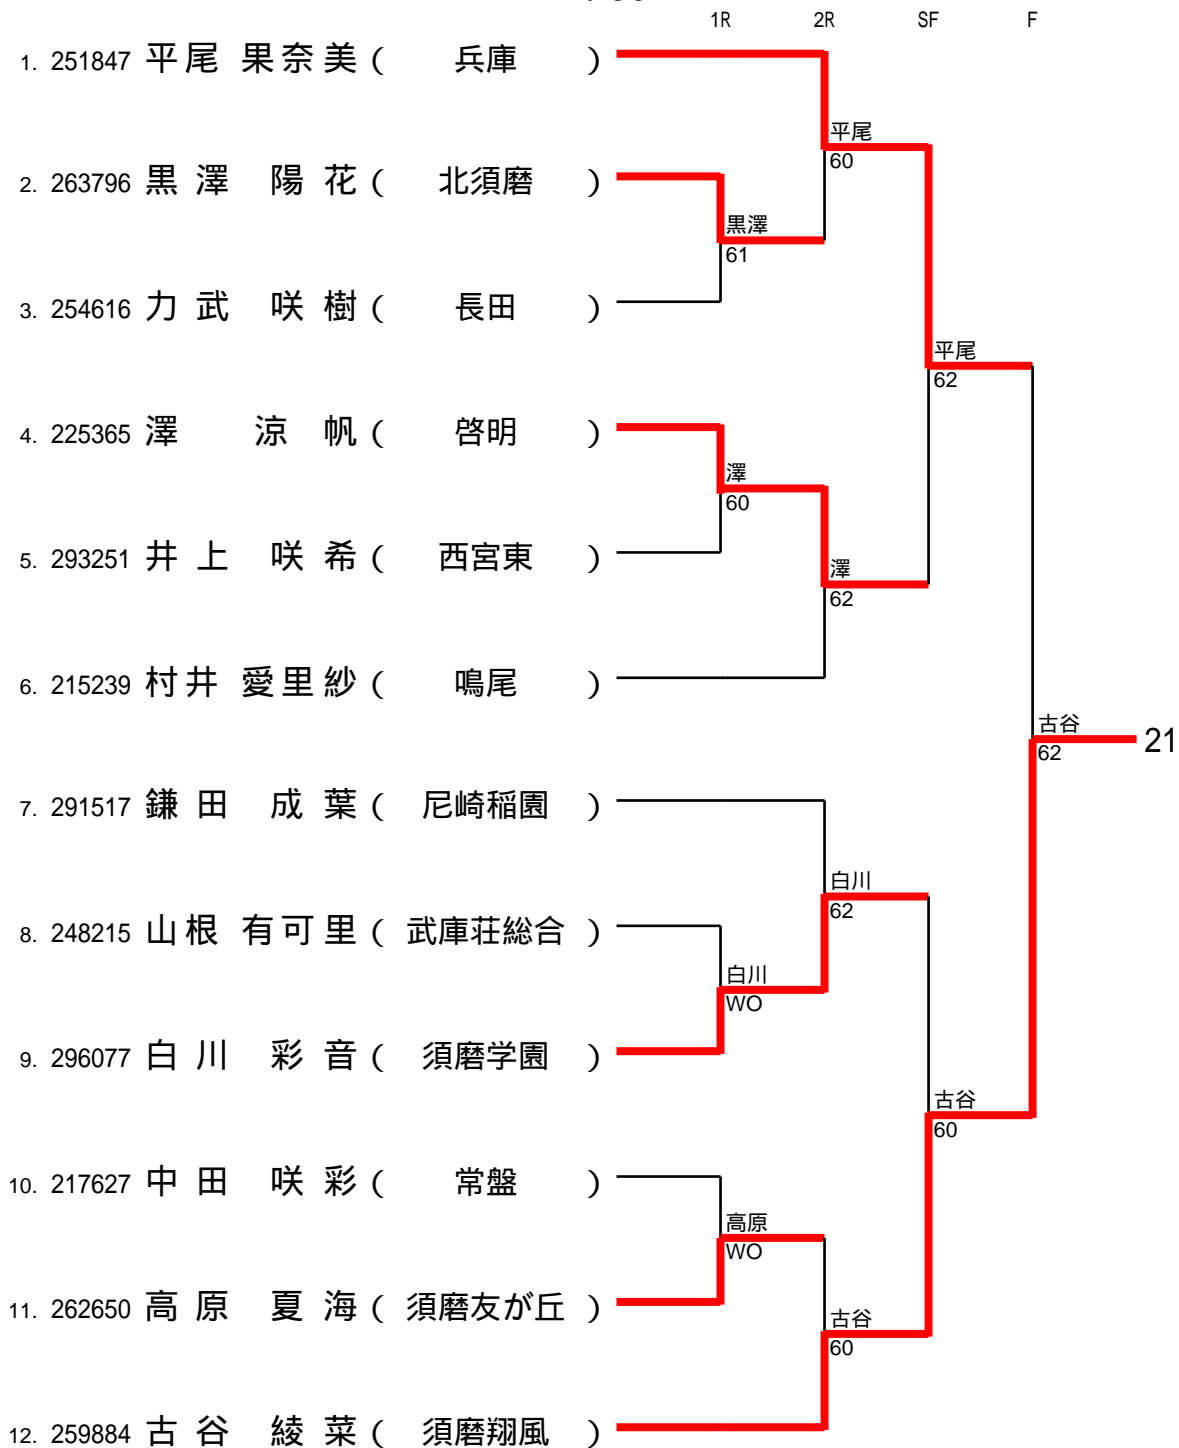 1R 2R SF F
1. 251847 平尾 果奈美 ( 兵庫 )
平尾
60
2. 263796 黒澤 陽花 ( 北須磨 )
黒澤
61
3. 254616 力武 咲樹 ( 長田 )
平尾
62
4. 225365 澤 涼帆 ( 啓明 )
澤
60
5. 293251 井上 咲希 ( 西宮東 )
澤
62
6. 215239 村井 愛里紗 ( 鳴尾 )
古谷
62
21
7. 291517 鎌田 成葉 ( 尼崎稲園 )
白川
62
8. 248215 山根 有可里 ( 武庫荘総合 )
白川
WO
9. 296077 白川 彩音 ( 須磨学園 )
古谷
60
10. 217627 中田 咲彩 ( 常盤 )
高原
WO
11. 262650 高原 夏海 ( 須磨友が丘 )
古谷
60
12. 259884 古谷 綾菜 ( 須磨翔風 )